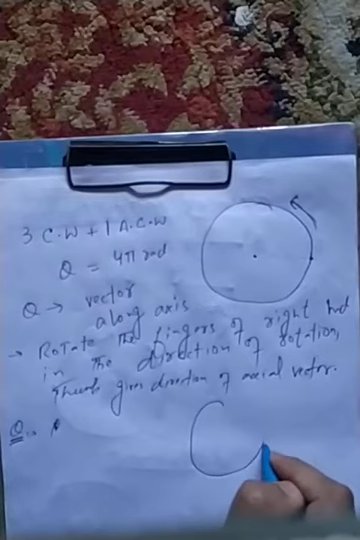 3 C.W + 1 A.C.W
Q = 4π rad
Q → vector
along axis
→ RoTaTe the fingers of right
in the direction of rotation,
Thumb gives direction of axial vector.
Q..